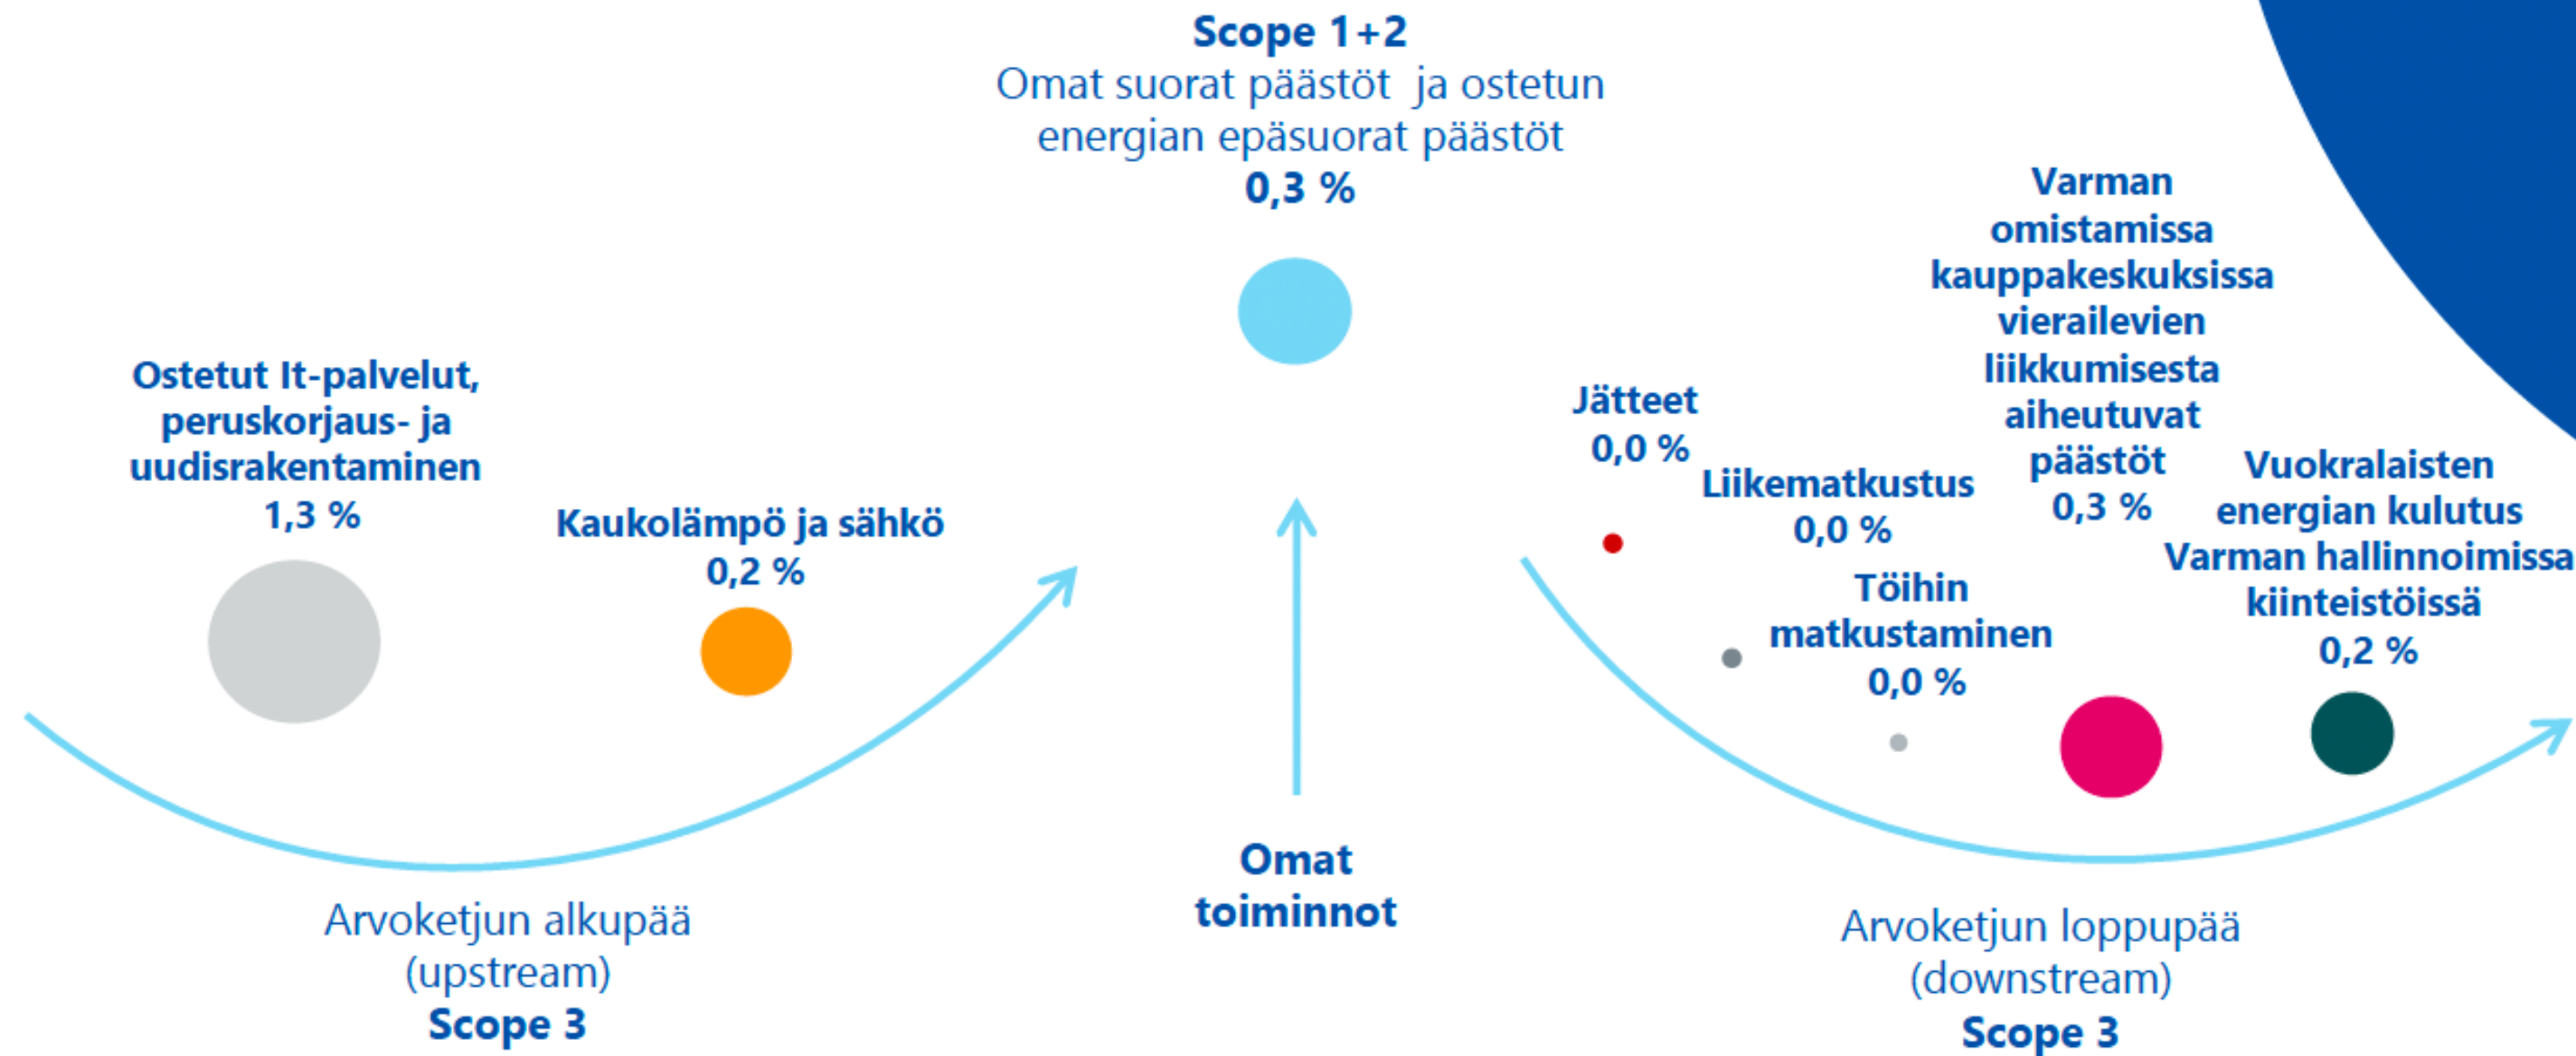 Scope 1+2
Omat suorat päästöt ja ostetun
energian epäsuorat päästöt
0,3 %
Ostetut It-palvelut,
peruskorjaus- ja
uudisrakentaminen
1,3 %
Kaukolämpö ja sähkö
0,2 %
Jätteet
0,0 %
Liikematkustus
0,0 %
Töihin
matkustaminen
0,0 %
Varman
omistamissa
kauppakeskuksissa
vierailevien
liikkumisesta
aiheutuvat
päästöt
0,3 %
Vuokralaisten
energian kulutus
Varman hallinnoimissa
kiinteistöissä
0,2 %
Arvoketjun alkupää
(upstream)
Scope 3
Omat
toiminnot
Arvoketjun loppupää
(downstream)
Scope 3